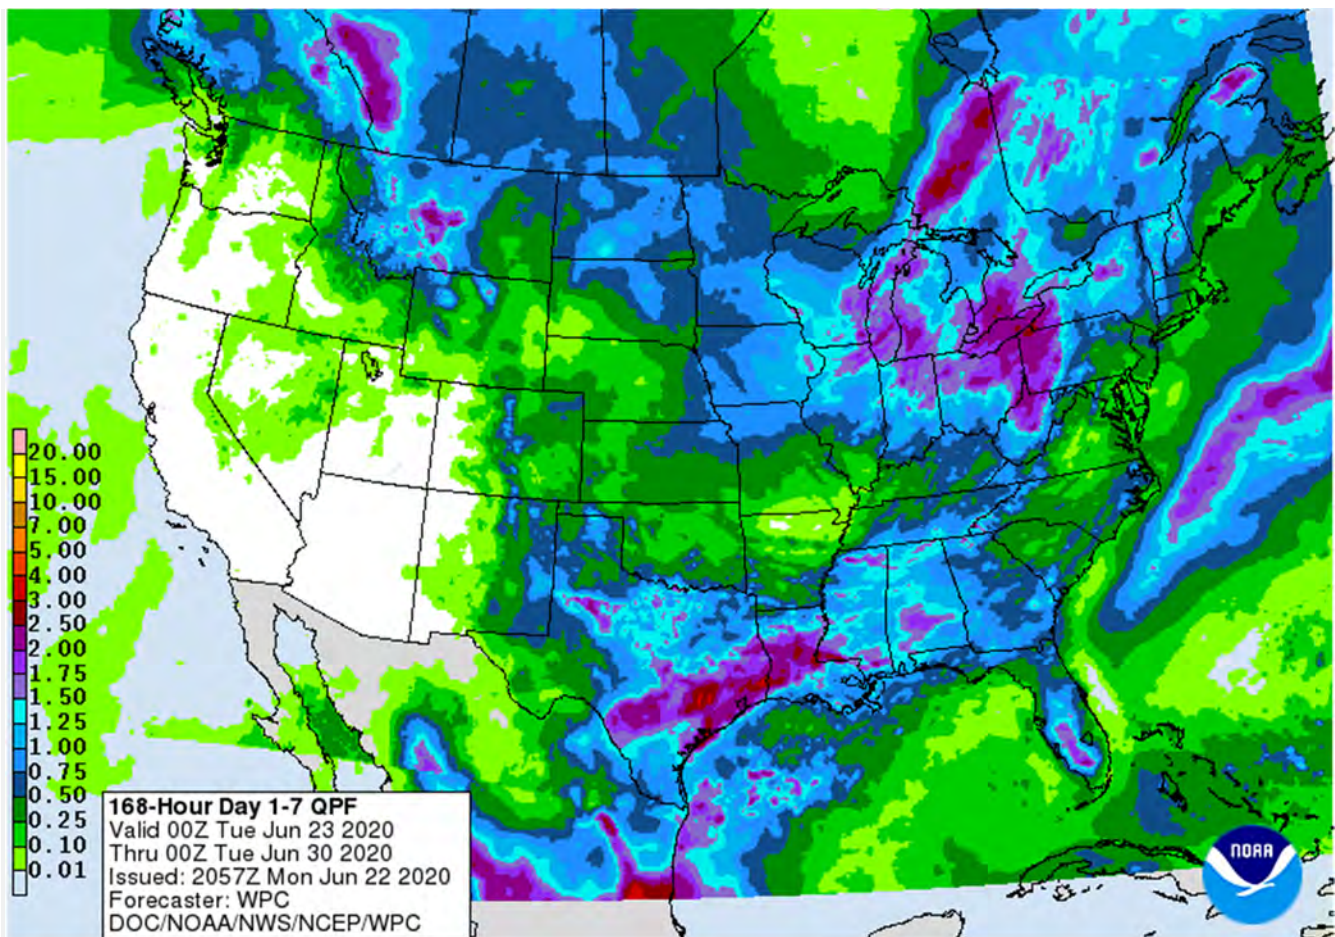 20.00
15.00
10.00
7.00
5.00
4.00
3.00
2.50
2.00
1.75
1.50
1.25
1.00
0.75
0.50
0.25
0.10
0.01
168-Hour Day 1-7 QPF
Valid 00Z Tue Jun 23 2020
Thru 00Z Tue Jun 30 2020
Issued: 2057Z Mon Jun 22 2020
Forecaster: WPC
DOC/NOAA/NWS/NCEP/WPC
NOAA